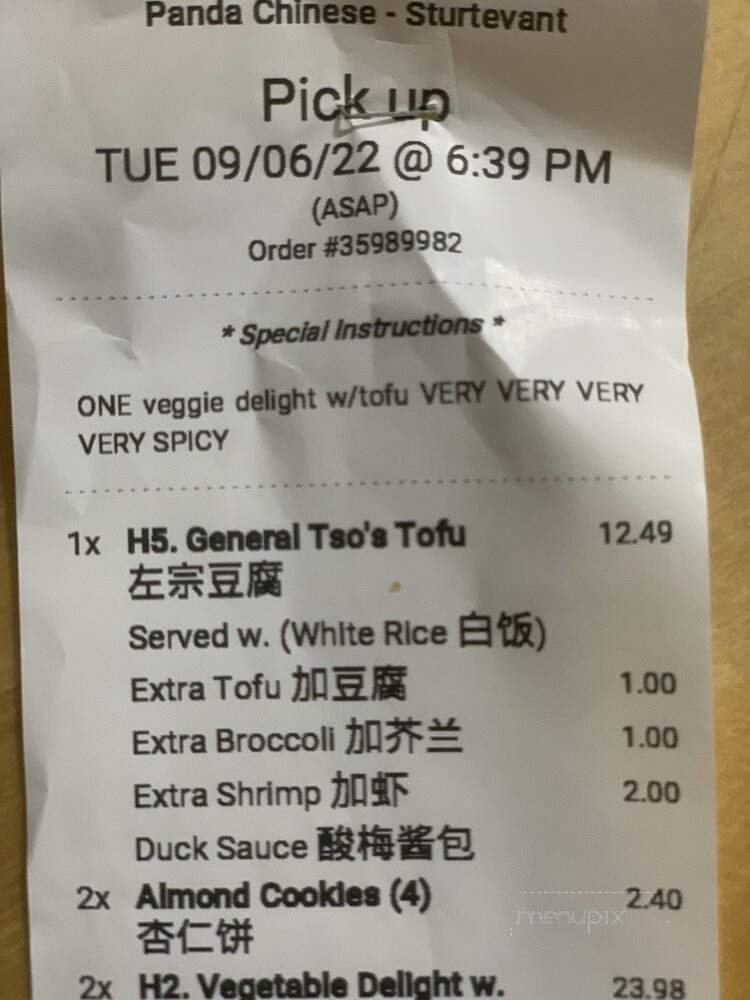 Panda Chinese - Sturtevant
Pick up
TUE 09/06/22 @ 6:39 PM
(ASAP)
Order #35989982
* Special Instructions *
ONE veggie delight w/tofu VERY VERY VERY
VERY SPICY
1x H5. General Tso's Tofu 12.49
左宗豆腐
Served w. (White Rice 白饭)
Extra Tofu 加豆腐 1.00
Extra Broccoli 加芥兰 1.00
Extra Shrimp 加虾 2.00
Duck Sauce 酸梅酱包
2x Almond Cookies (4) 2.40
menupix
杏仁饼
2x H2. Vegetable Delight w. 23.98